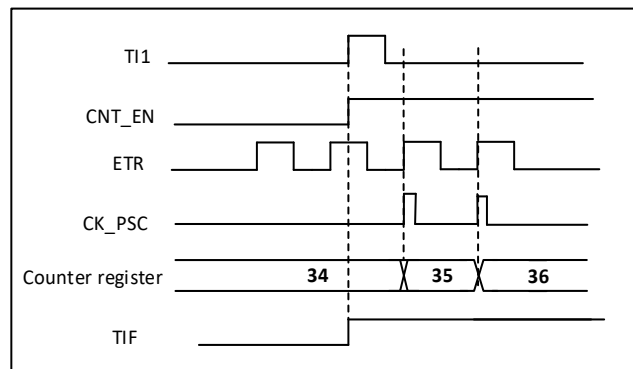 TI1
CNT_EN
ETR
CK_PSC
Counter register 34 35 36
TIF